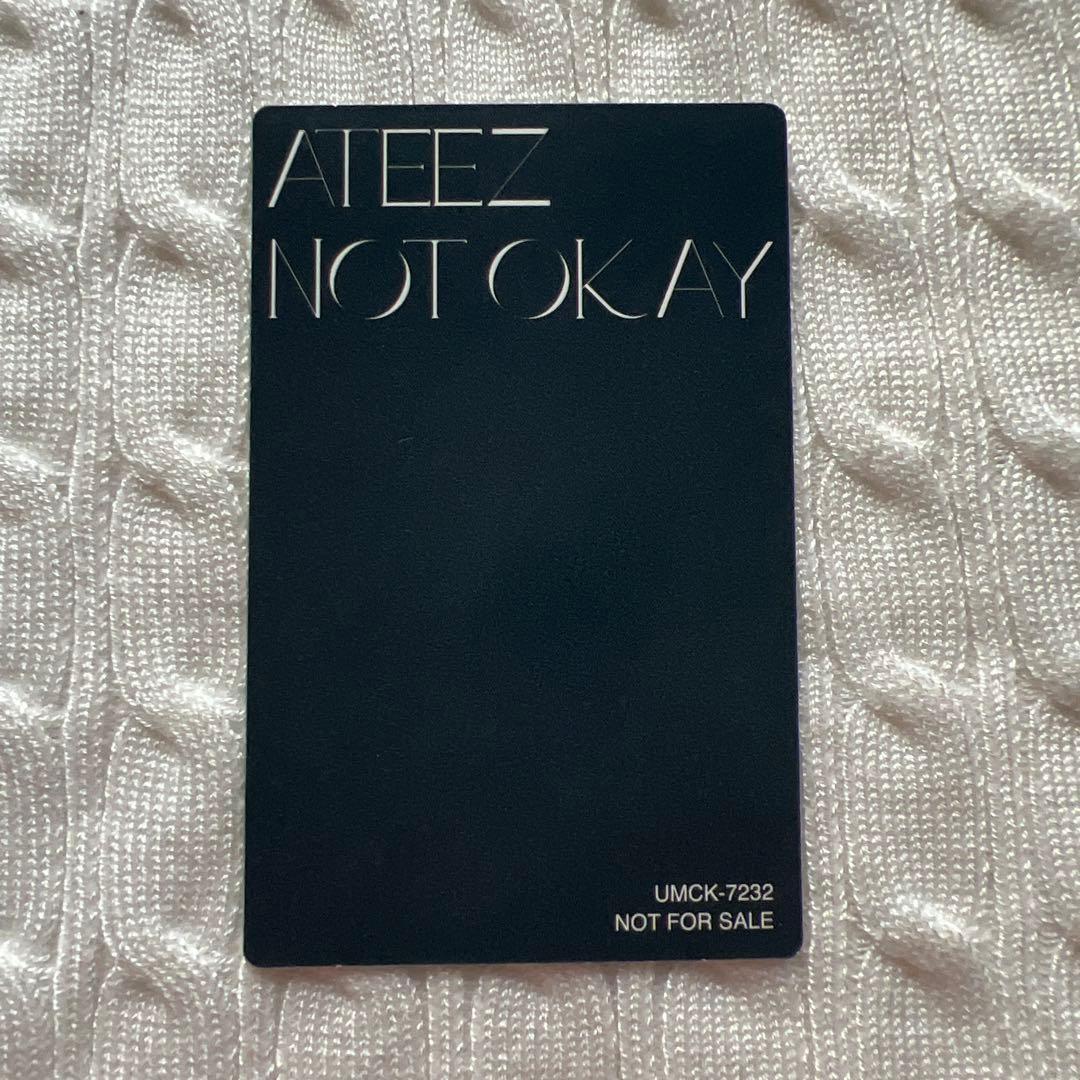 ATEEZ
NOT OKAY
UMCK-7232
NOT FOR SALE